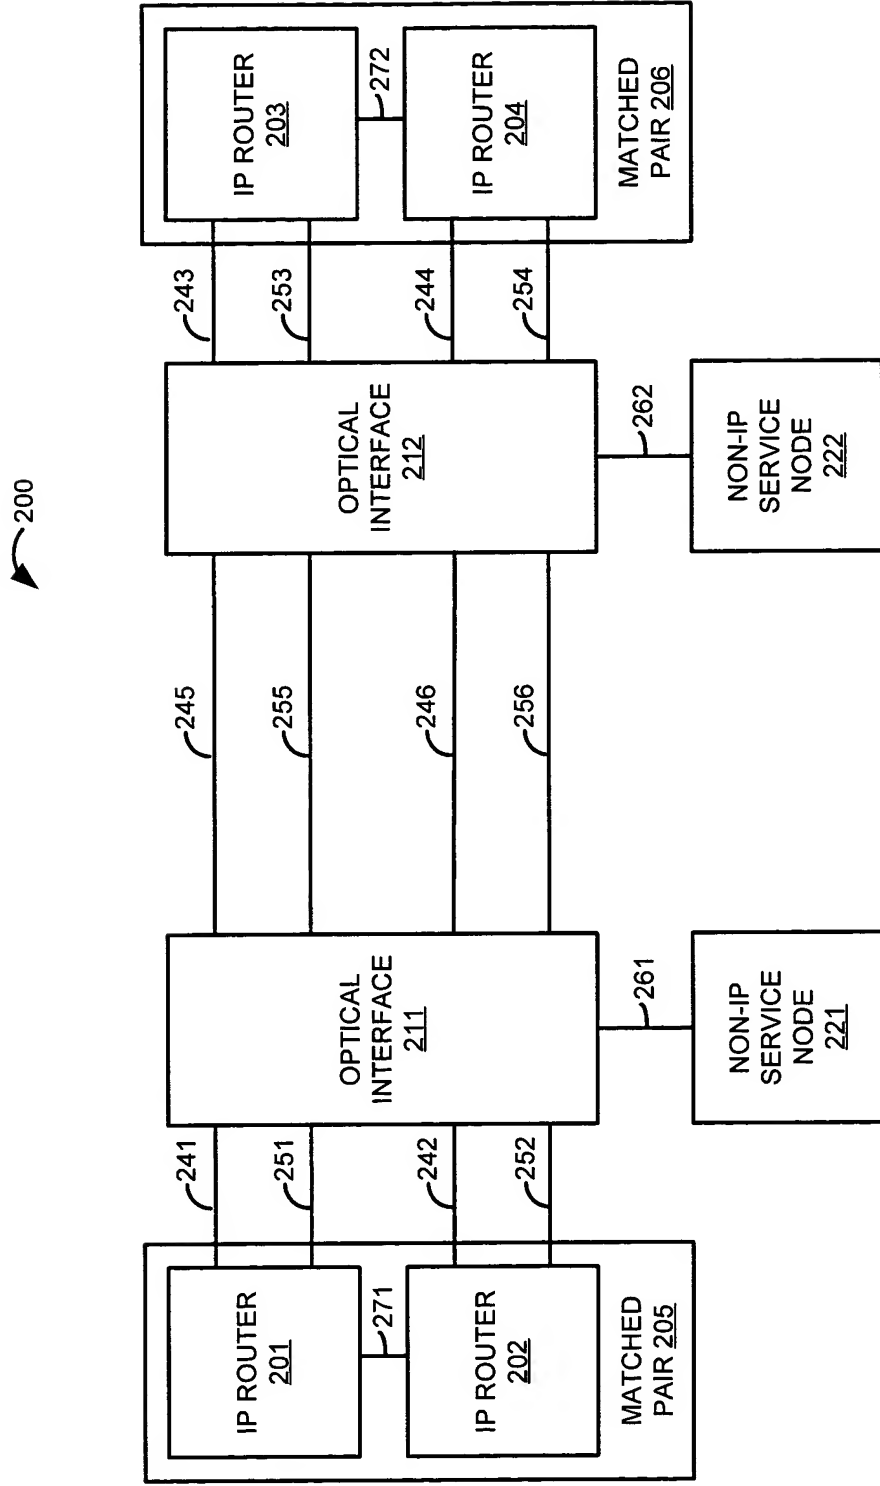 200
IP ROUTER
201
271
IP ROUTER
202
MATCHED
PAIR 205
241
251
242
252
OPTICAL
INTERFACE
211
261
NON-IP
SERVICE
NODE
221
245
255
246
256
OPTICAL
INTERFACE
212
262
NON-IP
SERVICE
NODE
222
243
253
244
254
IP ROUTER
203
272
IP ROUTER
204
MATCHED
PAIR 206